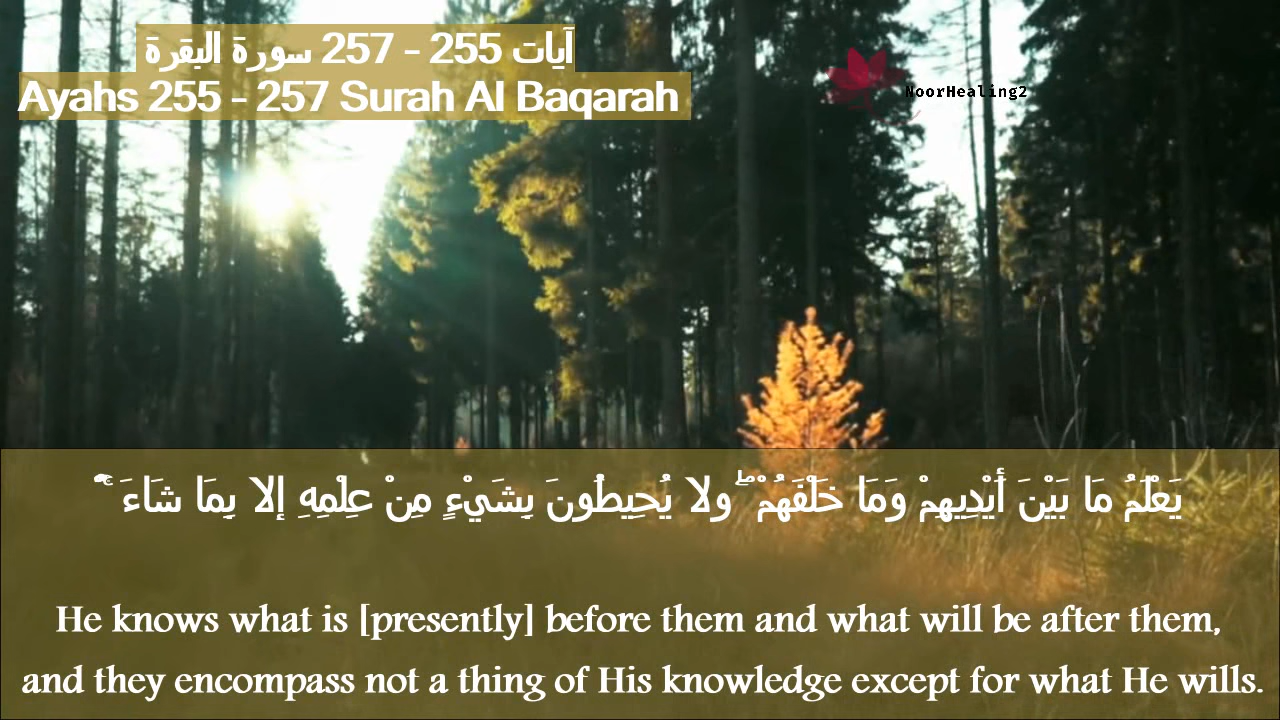 آيات 255 - 257 سورة البقرة
Ayahs 255 - 257 Surah Al Baqarah
NoorHealing2
يَعْلَمُ مَا بَيْنَ أَيْدِيهِمْ وَمَا خَلْفَهُمْ ۖ ولا يُحِيطُونَ بِشَيْءٍ مِنْ عِلْمِهِ إلا بِمَا شَاءَ ۚ
He knows what is [presently] before them and what will be after them,
and they encompass not a thing of His knowledge except for what He wills.